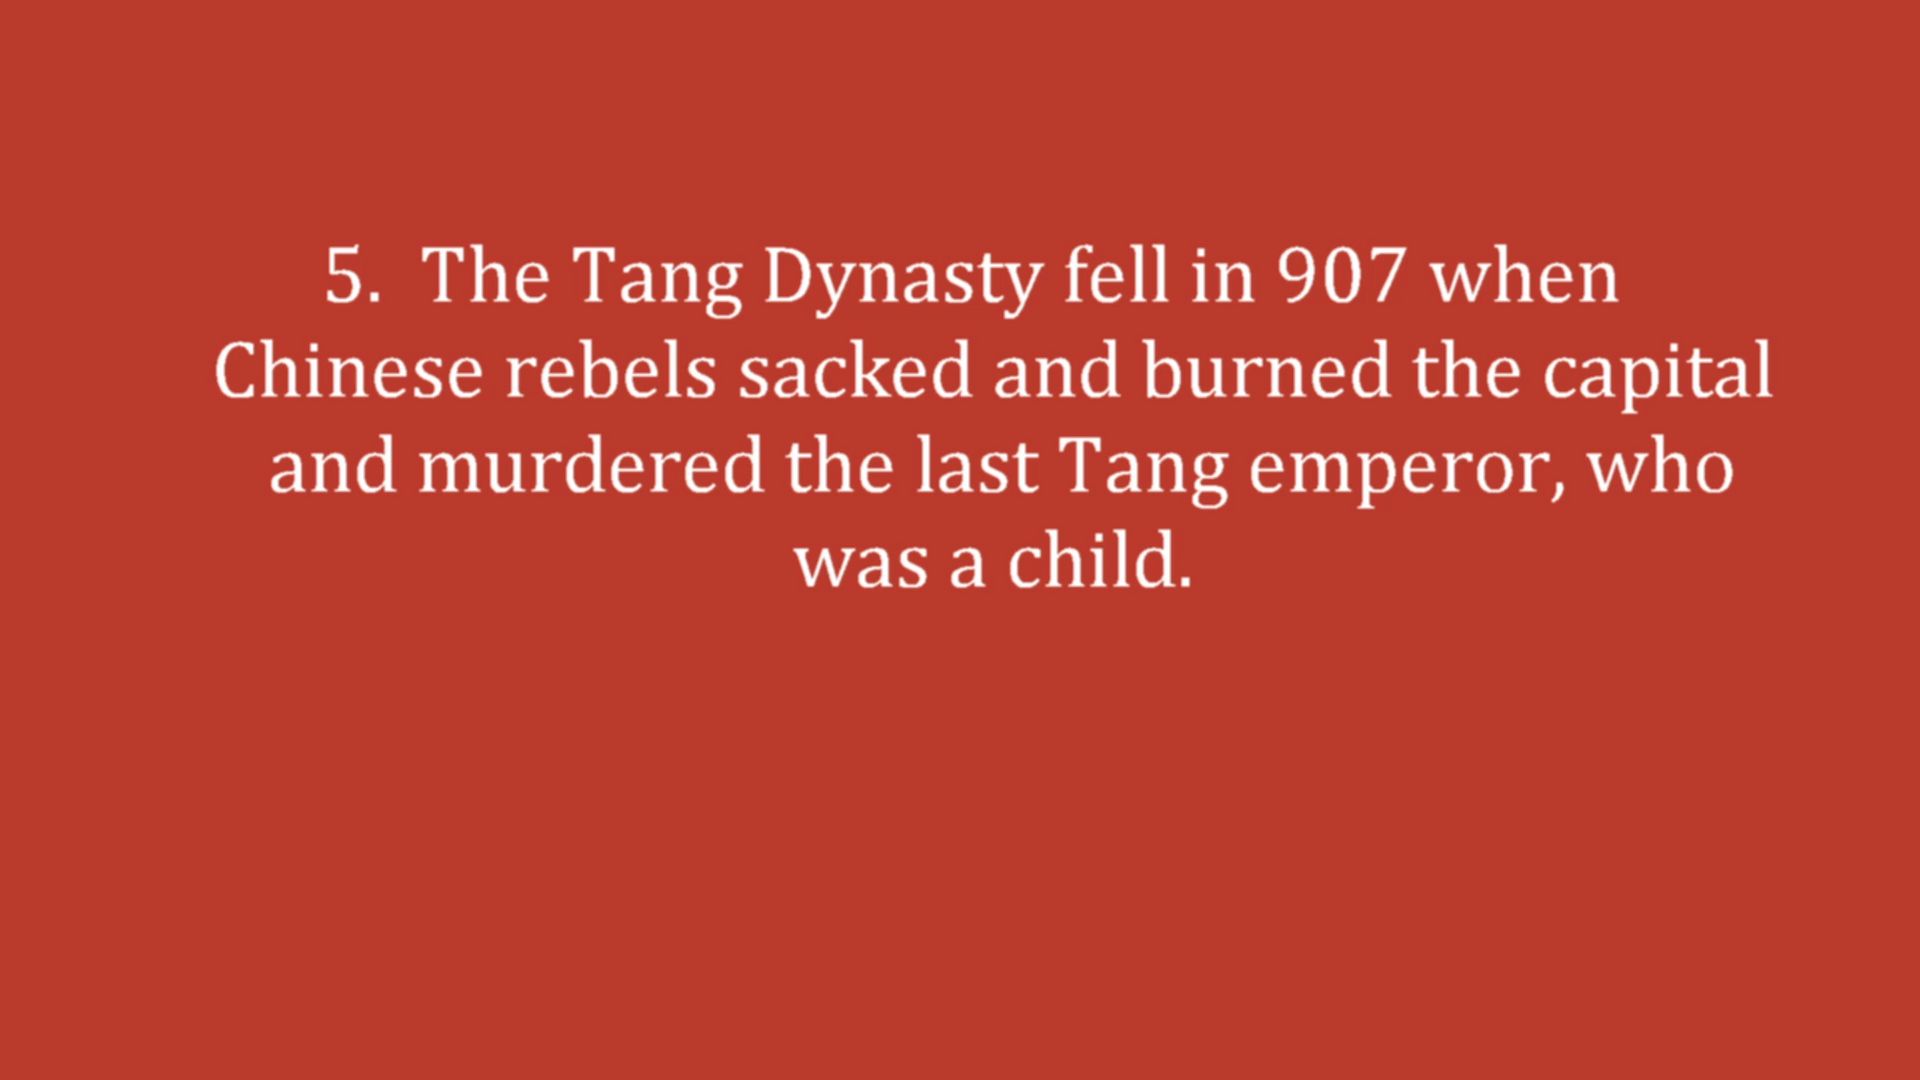 5.  The Tang Dynasty fell in 907 when
Chinese rebels sacked and burned the capital
and murdered the last Tang emperor, who
was a child.